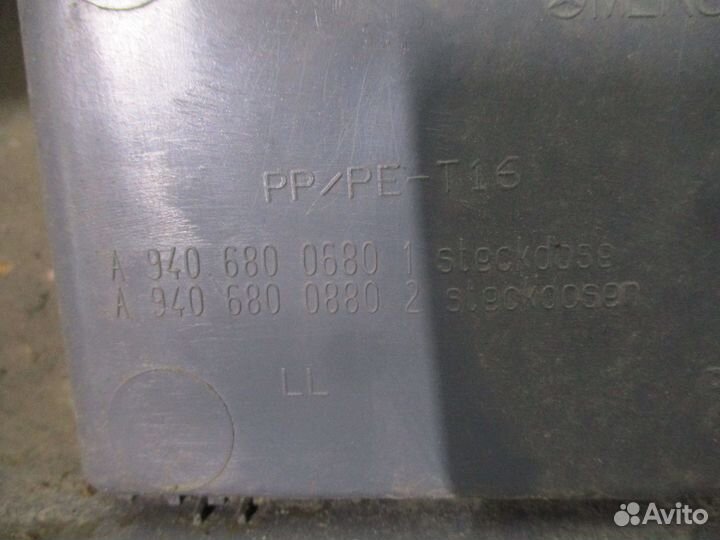 PP/PE-T16
A 940 680 0680 1 steckdose
A 940 680 0880 2 steckdosen
LL
Avito